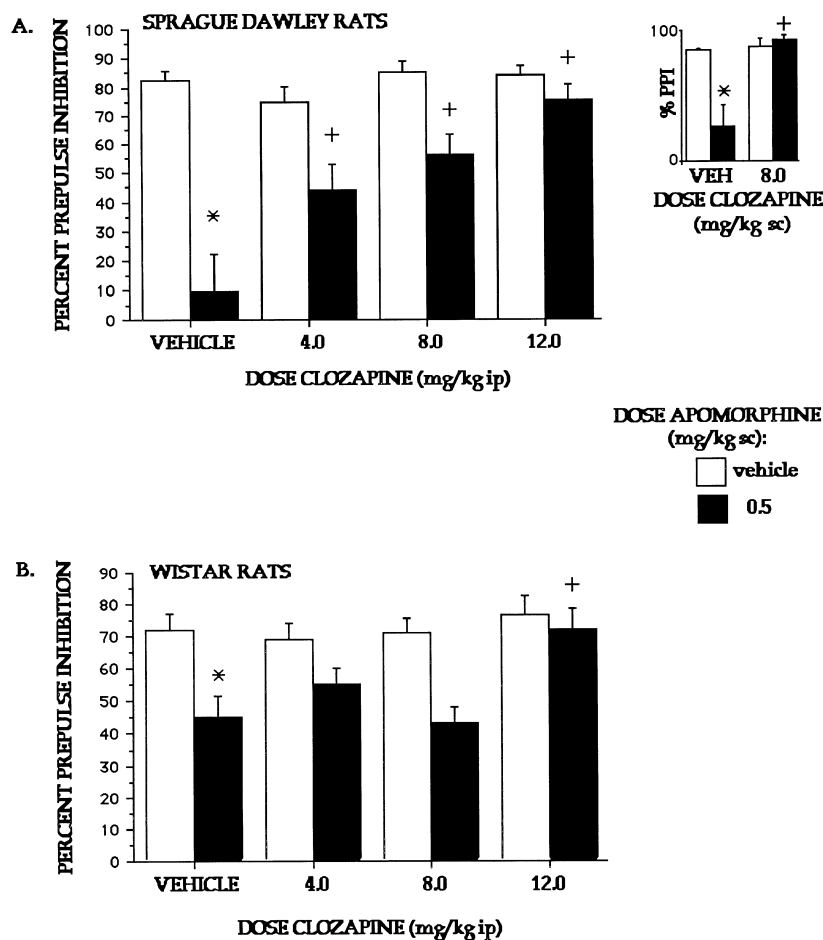 A.
SPRAGUE DAWLEY RATS
PERCENT PREPULSE INHIBITION
100
90
80
70
60
50
40
30
20
10
0
*
+
+
+
VEHICLE 4.0 8.0 12.0
DOSE CLOZAPINE (mg/kg ip)
% PPI
100
0
*
+
VEH 8.0
DOSE CLOZAPINE
(mg/kg sc)
DOSE APOMORPHINE
(mg/kg sc):
vehicle
0.5
B.
WISTAR RATS
PERCENT PREPULSE INHIBITION
90
80
70
60
50
40
30
20
10
0
*
+
VEHICLE 4.0 8.0 12.0
DOSE CLOZAPINE (mg/kg ip)